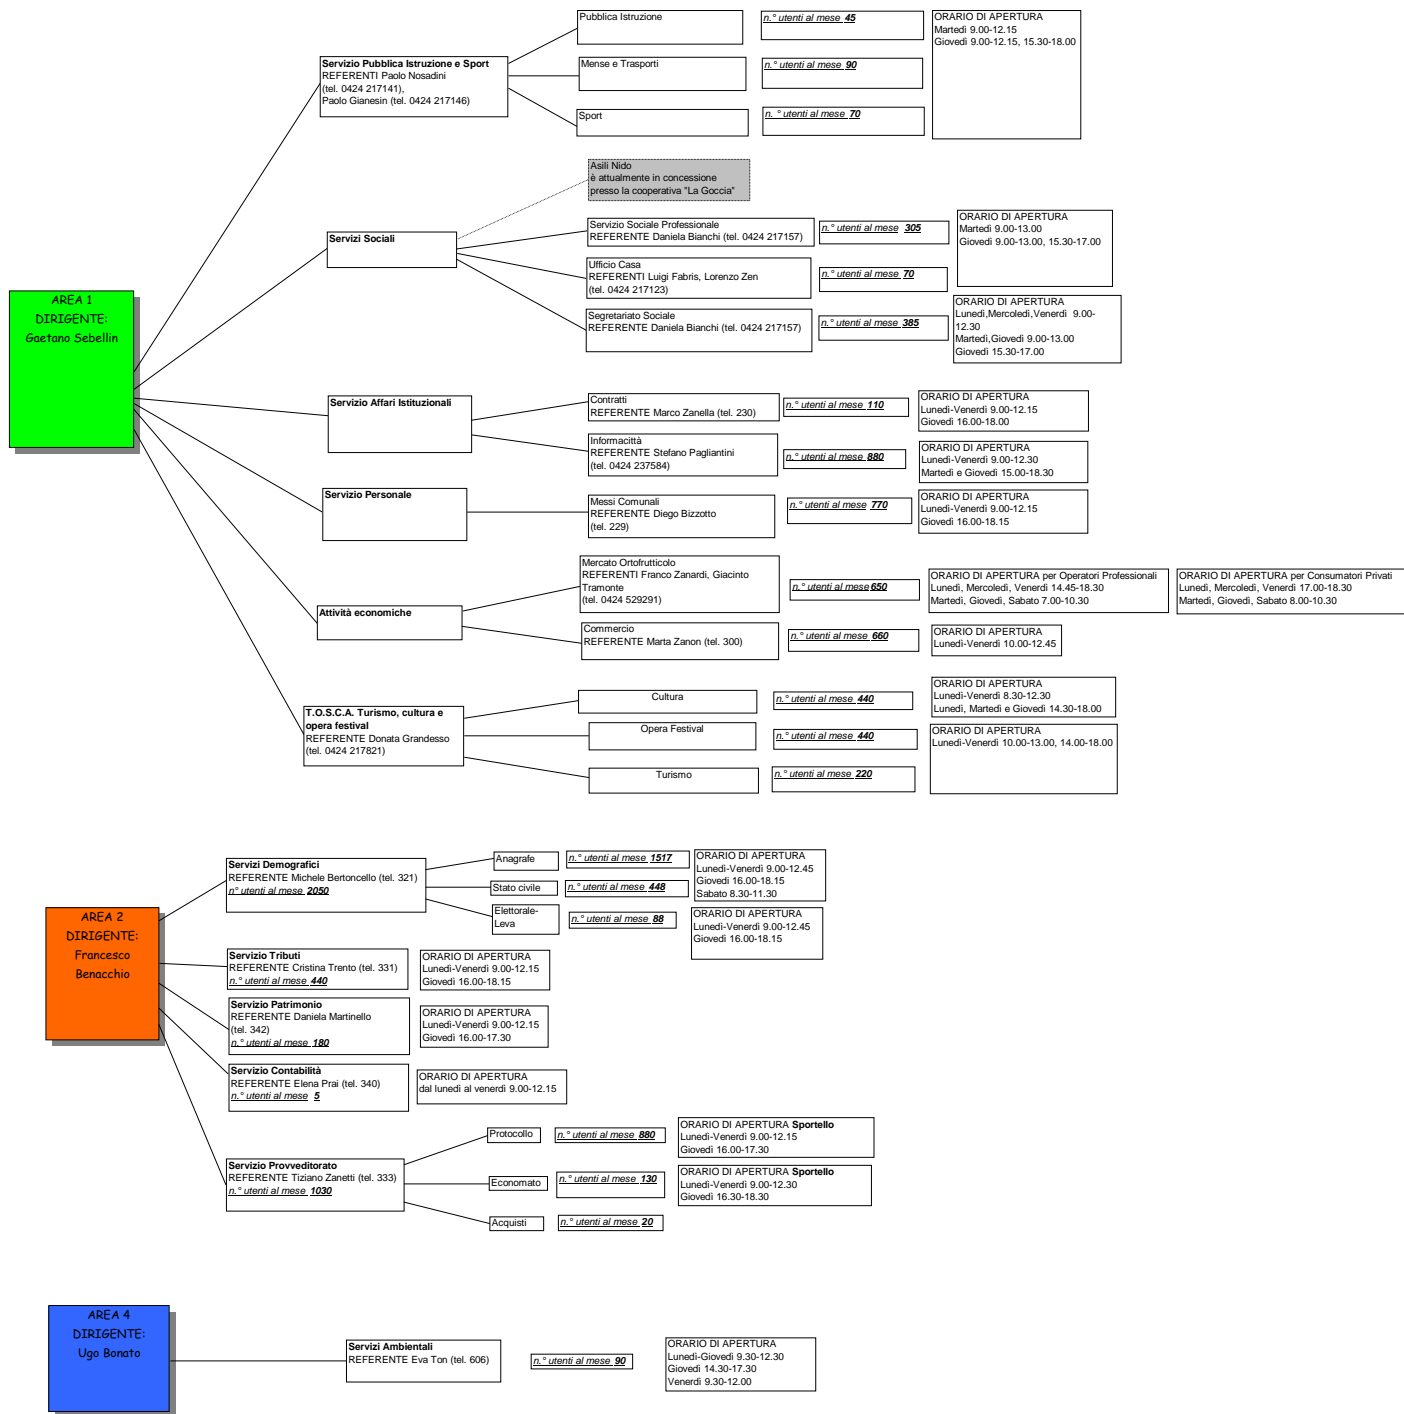 Pubblica Istruzione
n.° utenti al mese 45
ORARIO DI APERTURA
Martedì 9.00-12.15
Giovedì 9.00-12.15, 15.30-18.00
Servizio Pubblica Istruzione e Sport
REFERENTI Paolo Nosadini
(tel. 0424 217141),
Paolo Gianesin (tel. 0424 217146)
Mense e Trasporti
n.° utenti al mese 90
Sport
n. ° utenti al mese 70
Asili Nido
è attualmente in concessione
presso la cooperativa "La Goccia"
Servizi Sociali
Servizio Sociale Professionale
REFERENTE Daniela Bianchi (tel. 0424 217157)
n.° utenti al mese 305
ORARIO DI APERTURA
Martedì 9.00-13.00
Giovedì 9.00-13.00, 15.30-17.00
Ufficio Casa
REFERENTI Luigi Fabris, Lorenzo Zen
(tel. 0424 217123)
n.° utenti al mese 70
Segretariato Sociale
REFERENTE Daniela Bianchi (tel. 0424 217157)
n.° utenti al mese 385
ORARIO DI APERTURA
Lunedì,Mercoledì,Venerdì 9.00-
12.30
Martedì,Giovedì 9.00-13.00
Giovedì 15.30-17.00
AREA 1
DIRIGENTE:
Gaetano Sebellin
Servizio Affari Istituzionali
Contratti
REFERENTE Marco Zanella (tel. 230)
n.° utenti al mese 110
ORARIO DI APERTURA
Lunedì-Venerdì 9.00-12.15
Giovedì 16.00-18.00
Informacittà
REFERENTE Stefano Pagliantini
(tel. 0424 237584)
n.° utenti al mese 880
ORARIO DI APERTURA
Lunedì-Venerdì 9.00-12.30
Martedì e Giovedì 15.00-18.30
Servizio Personale
Messi Comunali
REFERENTE Diego Bizzotto
(tel. 229)
n.° utenti al mese 770
ORARIO DI APERTURA
Lunedì-Venerdì 9.00-12.15
Giovedì 16.00-18.15
Attività economiche
Mercato Ortofrutticolo
REFERENTI Franco Zanardi, Giacinto
Tramonte
(tel. 0424 529291)
n.° utenti al mese 650
ORARIO DI APERTURA per Operatori Professionali
Lunedì, Mercoledì, Venerdì 14.45-18.30
Martedì, Giovedì, Sabato 7.00-10.30
ORARIO DI APERTURA per Consumatori Privati
Lunedì, Mercoledì, Venerdì 17.00-18.30
Martedì, Giovedì, Sabato 8.00-10.30
Commercio
REFERENTE Marta Zanon (tel. 300)
n.° utenti al mese 660
ORARIO DI APERTURA
Lunedì-Venerdì 10.00-12.45
T.O.S.C.A. Turismo, cultura e
opera festival
REFERENTE Donata Grandesso
(tel. 0424 217821)
Cultura
n.° utenti al mese 440
ORARIO DI APERTURA
Lunedì-Venerdì 8.30-12.30
Lunedì, Martedì e Giovedì 14.30-18.00
Opera Festival
n.° utenti al mese 440
ORARIO DI APERTURA
Lunedì-Venerdì 10.00-13.00, 14.00-18.00
Turismo
n.° utenti al mese 220
AREA 2
DIRIGENTE:
Francesco
Benacchio
Servizi Demografici
REFERENTE Michele Bertoncello (tel. 321)
n° utenti al mese 2050
Anagrafe
n.° utenti al mese 1517
ORARIO DI APERTURA
Lunedì-Venerdì 9.00-12.45
Giovedì 16.00-18.15
Sabato 8.30-11.30
Stato civile
n.° utenti al mese 448
Elettorale-
Leva
n.° utenti al mese 88
ORARIO DI APERTURA
Lunedì-Venerdì 9.00-12.45
Giovedì 16.00-18.15
Servizio Tributi
REFERENTE Cristina Trento (tel. 331)
n.° utenti al mese 440
ORARIO DI APERTURA
Lunedì-Venerdì 9.00-12.15
Giovedì 16.00-18.15
Servizio Patrimonio
REFERENTE Daniela Martinello
(tel. 342)
n.° utenti al mese 180
ORARIO DI APERTURA
Lunedì-Venerdì 9.00-12.15
Giovedì 16.00-17.30
Servizio Contabilità
REFERENTE Elena Prai (tel. 340)
n.° utenti al mese 5
ORARIO DI APERTURA
dal lunedì al venerdì 9.00-12.15
Servizio Provveditorato
REFERENTE Tiziano Zanetti (tel. 333)
n.° utenti al mese 1030
Protocollo
n.° utenti al mese 880
ORARIO DI APERTURA Sportello
Lunedì-Venerdì 9.00-12.15
Giovedì 16.00-17.30
Economato
n.° utenti al mese 130
ORARIO DI APERTURA Sportello
Lunedì-Venerdì 9.00-12.30
Giovedì 16.30-18.30
Acquisti
n.° utenti al mese 20
AREA 4
DIRIGENTE:
Ugo Bonato
Servizi Ambientali
REFERENTE Eva Ton (tel. 606)
n.° utenti al mese 90
ORARIO DI APERTURA
Lunedì-Giovedì 9.30-12.30
Giovedì 14.30-17.30
Venerdì 9.30-12.00